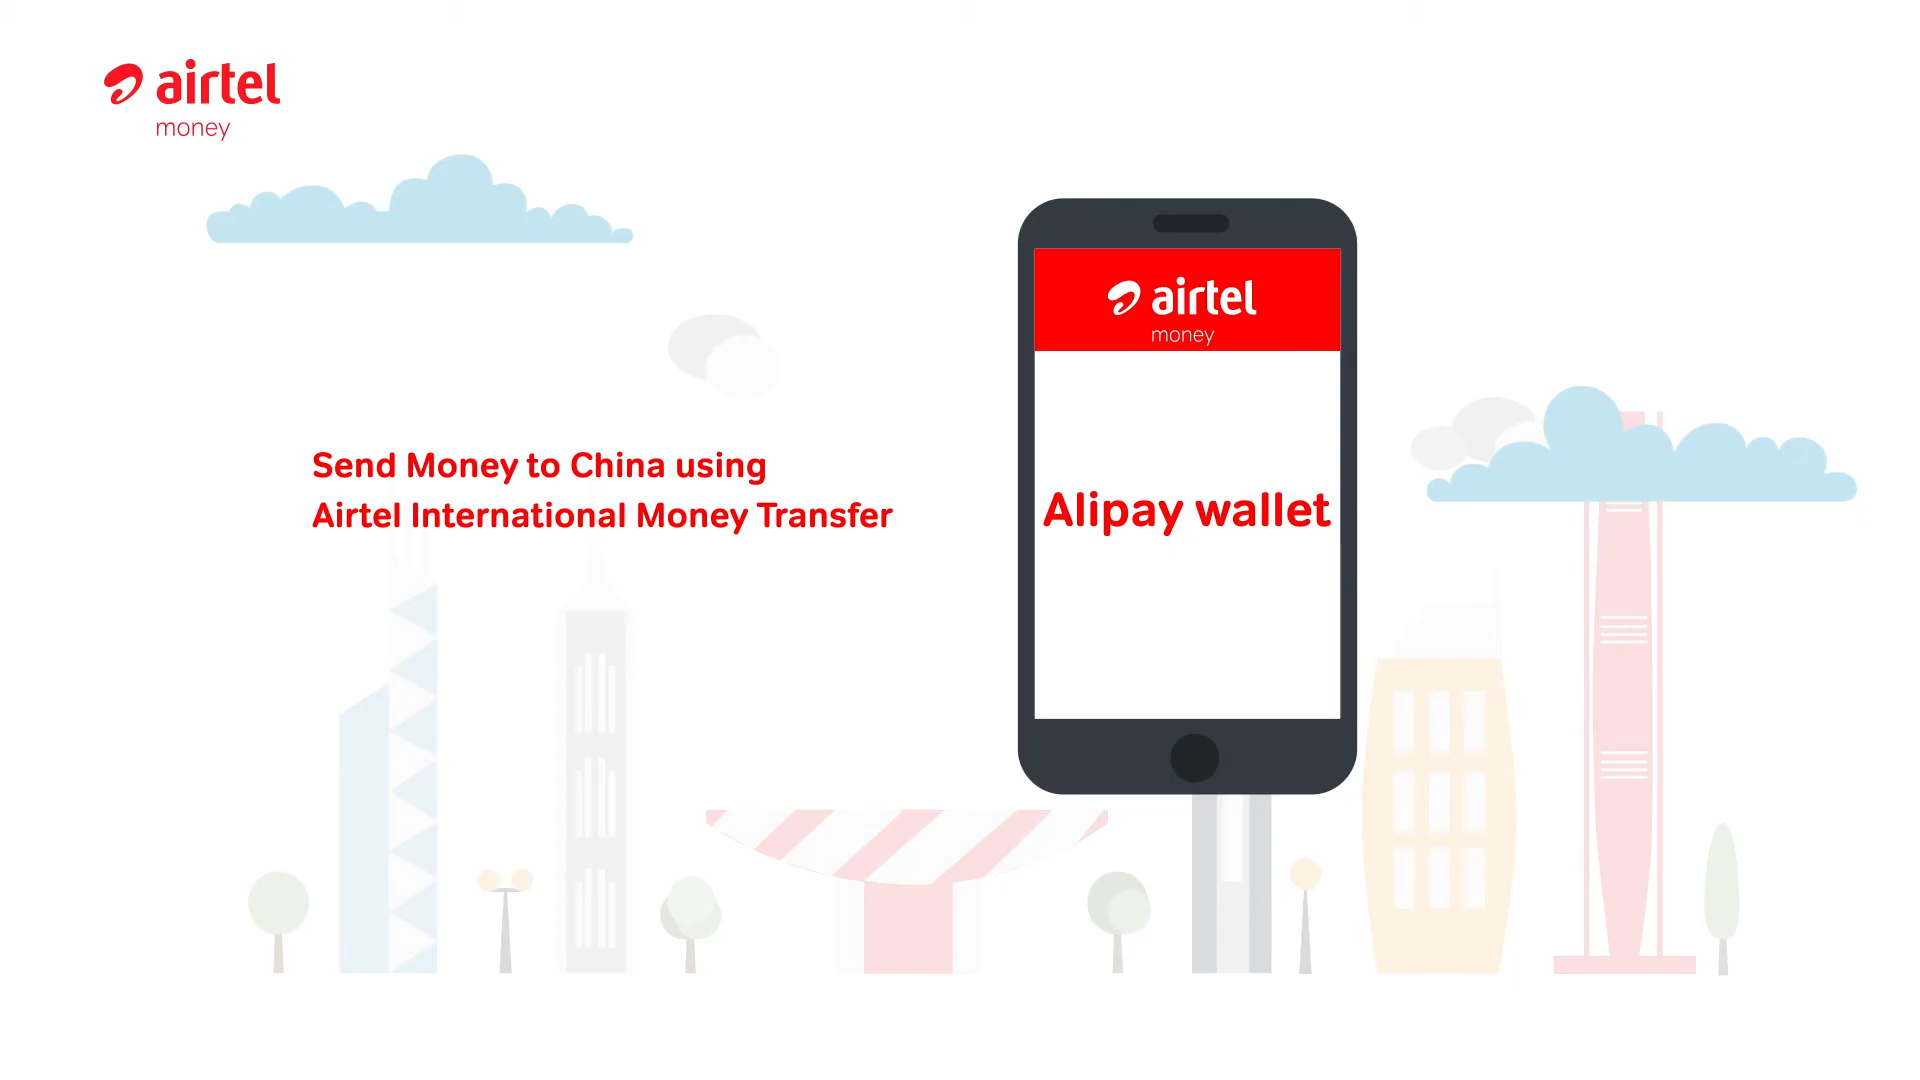 airtel
money
Send Money to China using
Airtel International Money Transfer
airtel
money
Alipay wallet